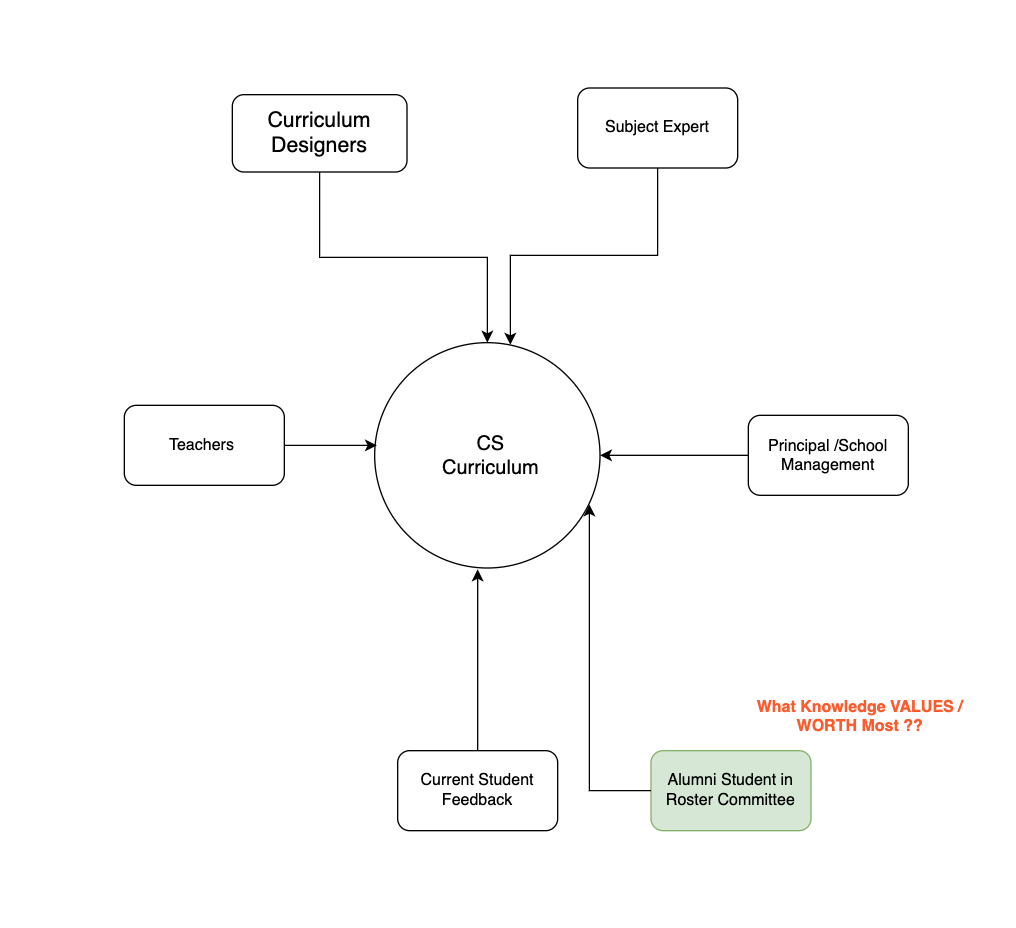 Curriculum
Designers
Subject Expert
Teachers
CS
Curriculum
Principal /School
Management
What Knowledge VALUES /
WORTH Most ??
Current Student
Feedback
Alumni Student in
Roster Committee